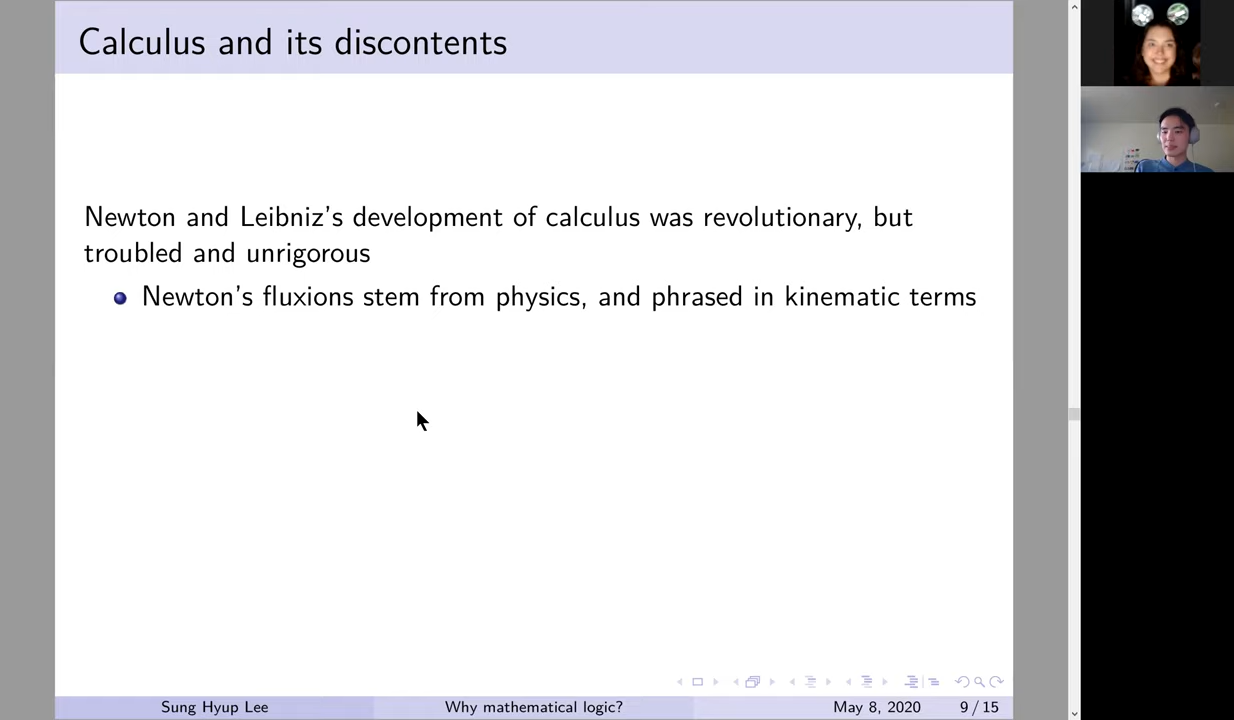 Calculus and its discontents
Newton and Leibniz's development of calculus was revolutionary, but
troubled and unrigorous
Newton's fluxions stem from physics, and phrased in kinematic terms
Sung Hyup Lee
Why mathematical logic?
May 8, 2020
9 / 15